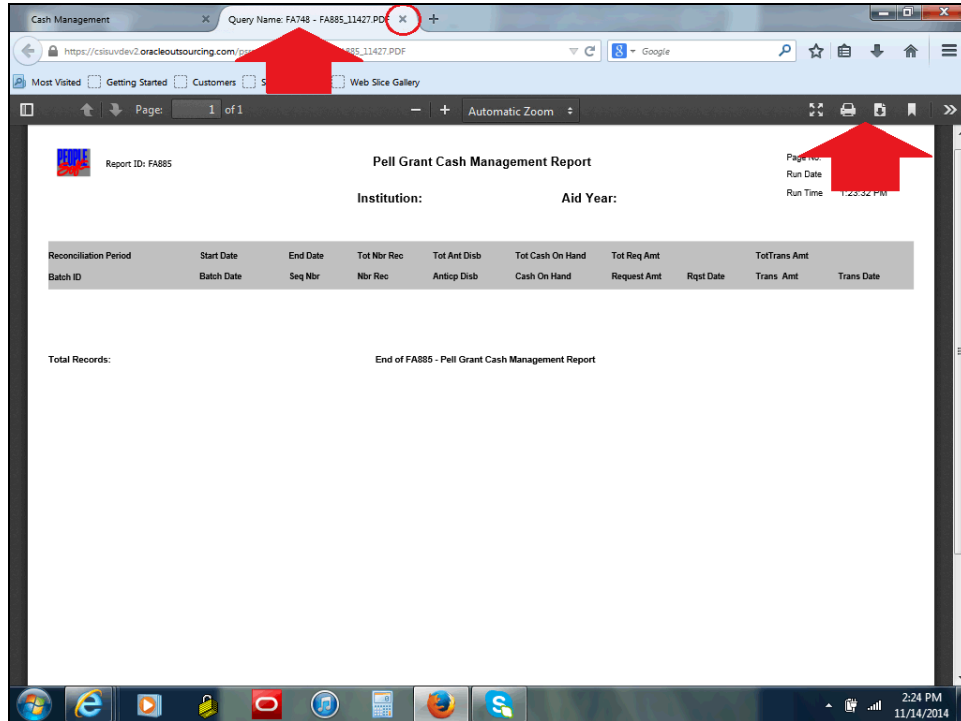 Cash Management
Query Name: FA748 - FA885_11427.PDF
https://csisuvdev2.oracleoutsourcing.com/ 885_11427.PDF
8 Google
Most Visited Getting Started Customers Web Slice Gallery
Page: 1 of 1 Automatic Zoom
PEOPLE Soft
Report ID: FA885
Pell Grant Cash Management Report
Page No.
Run Date
Institution: Aid Year:
Run Time 1:23:32 PM
Reconciliation Period Start Date End Date Tot Nbr Rec Tot Ant Disb Tot Cash On Hand Tot Req Amt TotTrans Amt
Batch ID Batch Date Seq Nbr Nbr Rec Anticp Disb Cash On Hand Request Amt Rqst Date Trans Amt Trans Date
Total Records: End of FA885 - Pell Grant Cash Management Report
2:24 PM
11/14/2014